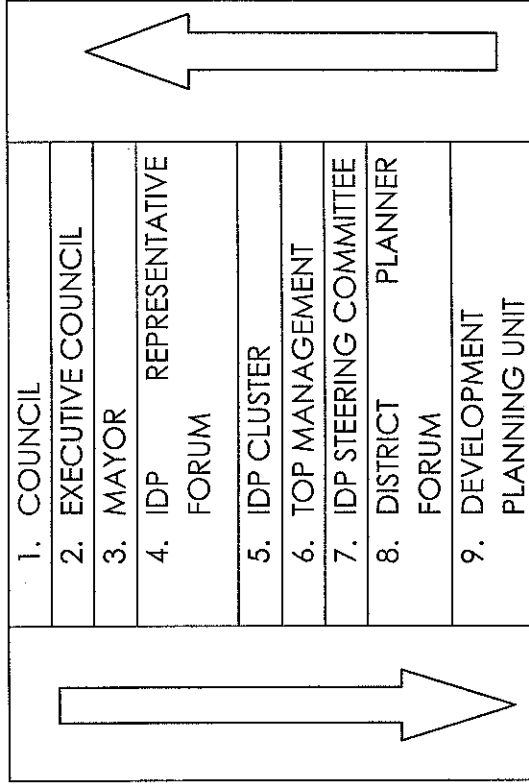 1. COUNCIL
2. EXECUTIVE COUNCIL
3. MAYOR
4. IDP REPRESENTATIVE
FORUM
5. IDP CLUSTER
6. TOP MANAGEMENT
7. IDP STEERING COMMITTEE
8. DISTRICT PLANNER
FORUM
9. DEVELOPMENT
PLANNING UNIT